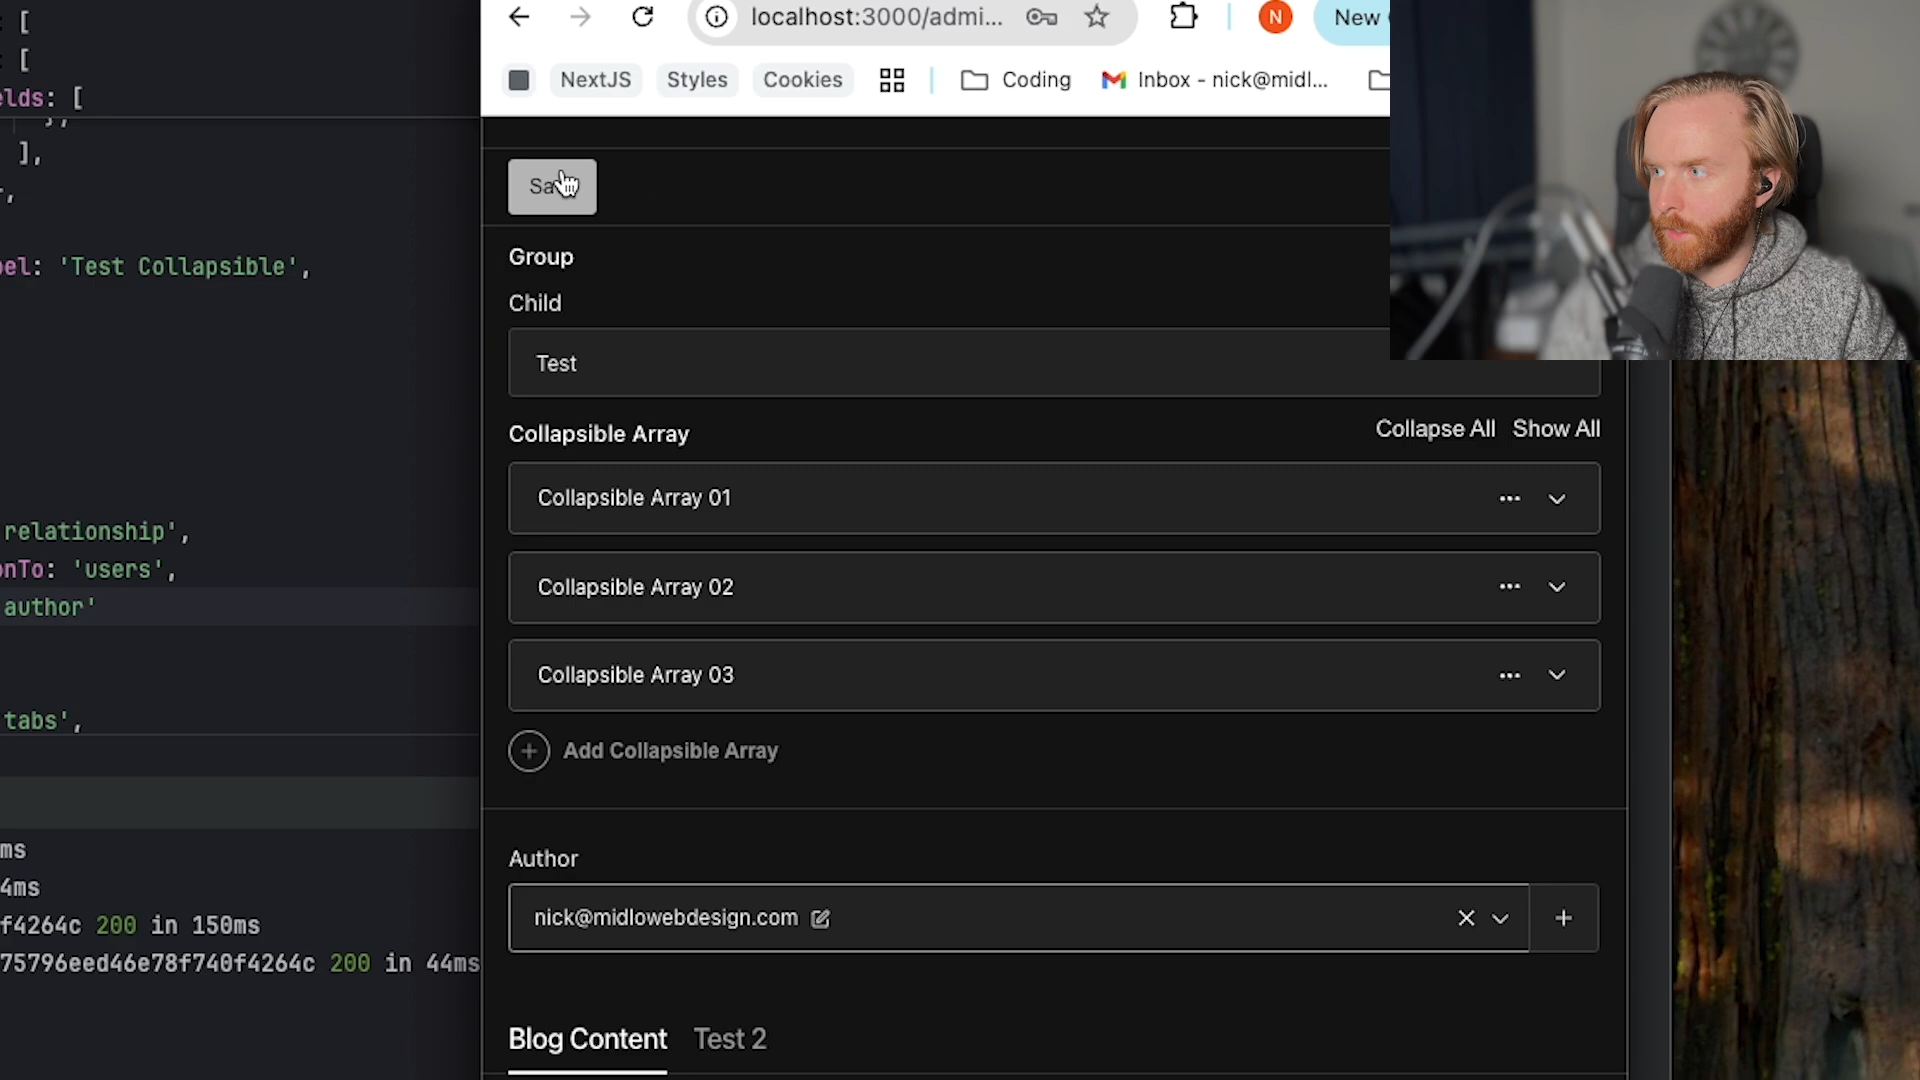 : [
: [
elds: [
},
],
r,
bel: 'Test Collapsible',
relationship',
onTo: 'users',
author'
tabs',
ms
4ms
f4264c 200 in 150ms
75796eed46e78f740f4264c 200 in 44ms
localhost:3000/admi...
N
New
NextJS
Styles
Cookies
Coding
Inbox - nick@midl...
Group
Child
Test
Collapsible Array
Collapse All
Show All
Collapsible Array 01
Collapsible Array 02
Collapsible Array 03
Add Collapsible Array
Author
nick@midlowebdesign.com
Blog Content
Test 2